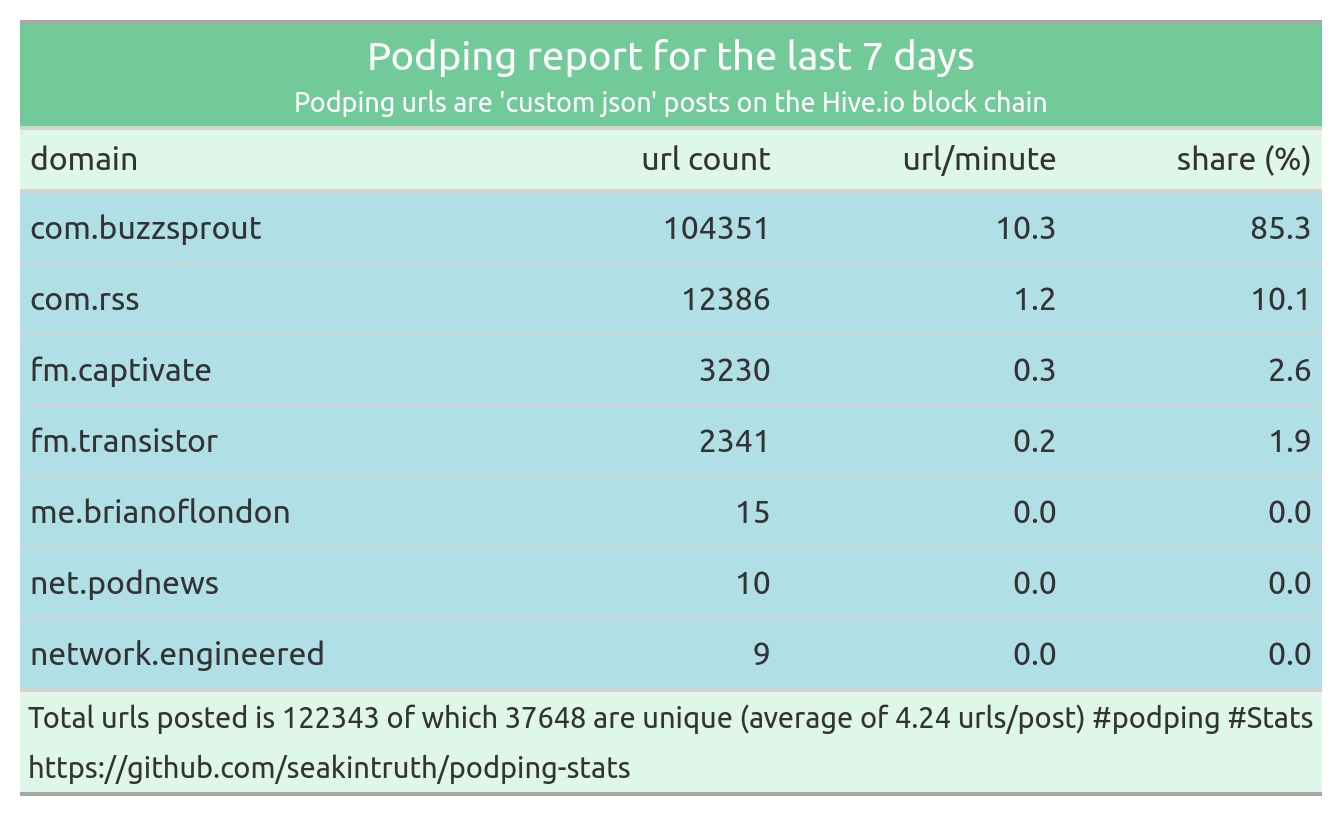 Podping report for the last 7 days
Podping urls are 'custom json' posts on the Hive.io block chain
domain url count url/minute share (%)
com.buzzsprout 104351 10.3 85.3
com.rss 12386 1.2 10.1
fm.captivate 3230 0.3 2.6
fm.transistor 2341 0.2 1.9
me.brianoflondon 15 0.0 0.0
net.podnews 10 0.0 0.0
network.engineered 9 0.0 0.0
Total urls posted is 122343 of which 37648 are unique (average of 4.24 urls/post) #podping #Stats
https://github.com/seakintruth/podping-stats